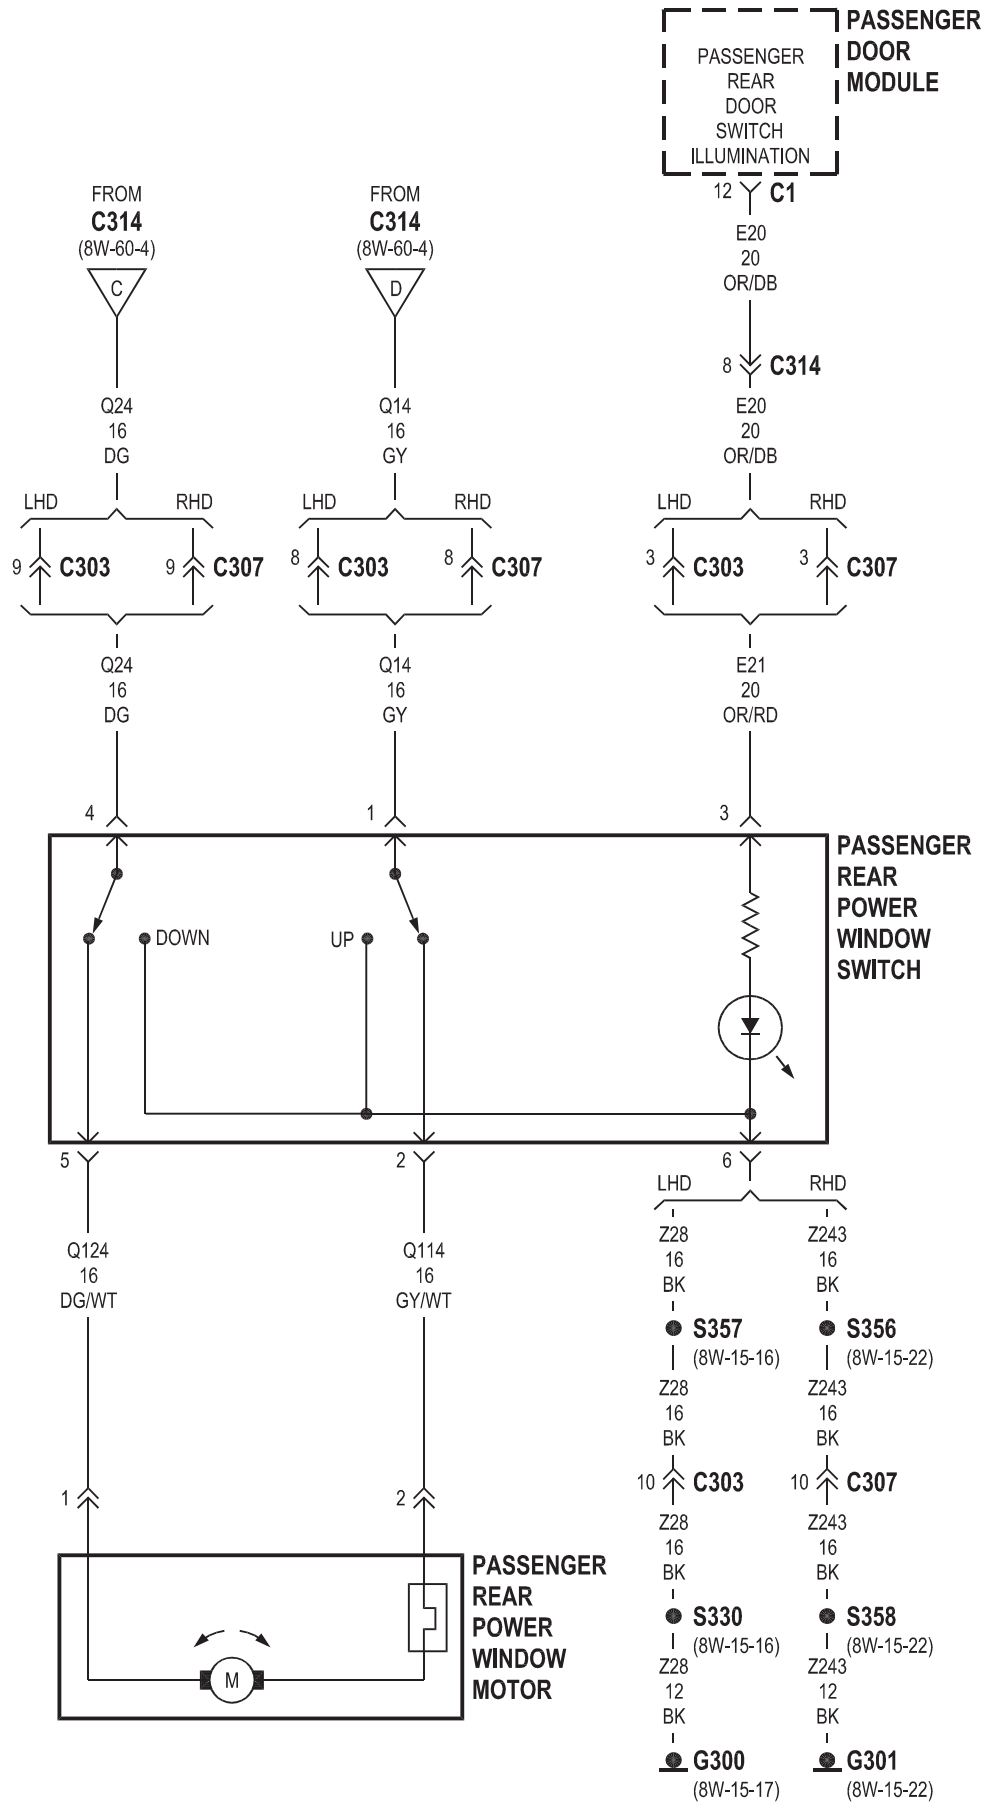 PASSENGER
DOOR
MODULE
PASSENGER
REAR
DOOR
SWITCH
ILLUMINATION
12 C1
E20
20
OR/DB
FROM
C314
(8W-60-4)
C
FROM
C314
(8W-60-4)
D
8 C314
Q24
16
DG
Q14
16
GY
E20
20
OR/DB
LHD RHD LHD RHD LHD RHD
9 C303 9 C307 8 C303 8 C307 3 C303 3 C307
Q24
16
DG
Q14
16
GY
E21
20
OR/RD
4 1 3
PASSENGER
REAR
POWER
WINDOW
SWITCH
DOWN UP
5 2 6
LHD RHD
Q124
16
DG/WT
Q114
16
GY/WT
Z28
16
BK
Z243
16
BK
S357
(8W-15-16)
S356
(8W-15-22)
Z28
16
BK
Z243
16
BK
1 2
10 C303 10 C307
Z28
16
BK
Z243
16
BK
PASSENGER
REAR
POWER
WINDOW
MOTOR
M
S330
(8W-15-16)
S358
(8W-15-22)
Z28
12
BK
Z243
12
BK
G300
(8W-15-17)
G301
(8W-15-22)